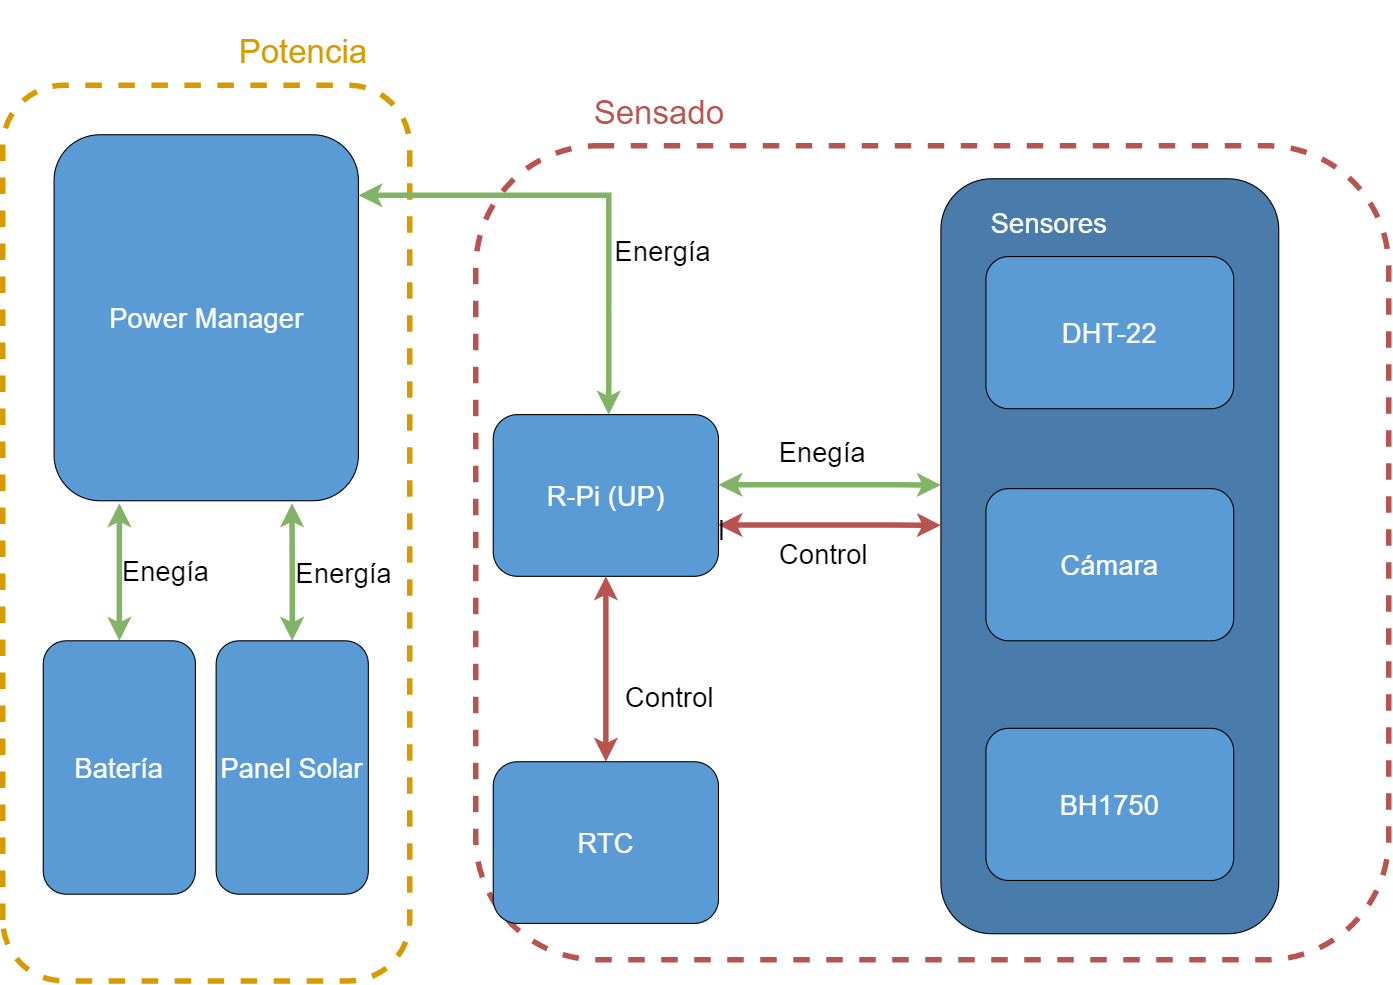 Potencia
Power Manager
Enegía
Energía
Batería
Panel Solar
Sensado
Energía
R-Pi (UP)
Enegía
Control
Control
RTC
Sensores
DHT-22
Cámara
BH1750